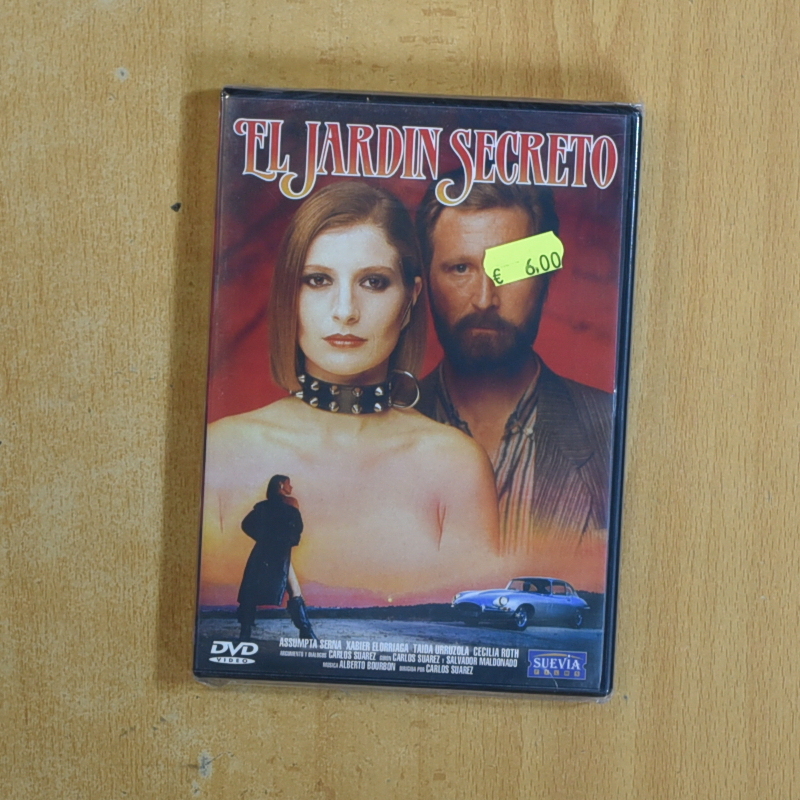 EL JARDIN SECRETO
€ 6,00
ASSUMPTA SERNA XABIER ELORRIAGA TAIDA URRUZOLA CECILIA ROTH
ARGUMENTO Y DIALOGOS CARLOS SUAREZ GUION CARLOS SUAREZ Y SALVADOR MALDONADO
MUSICA ALBERTO BOURBON DIRIGIDA POR CARLOS SUAREZ
DVD
VIDEO
SUEVIA
FILMS